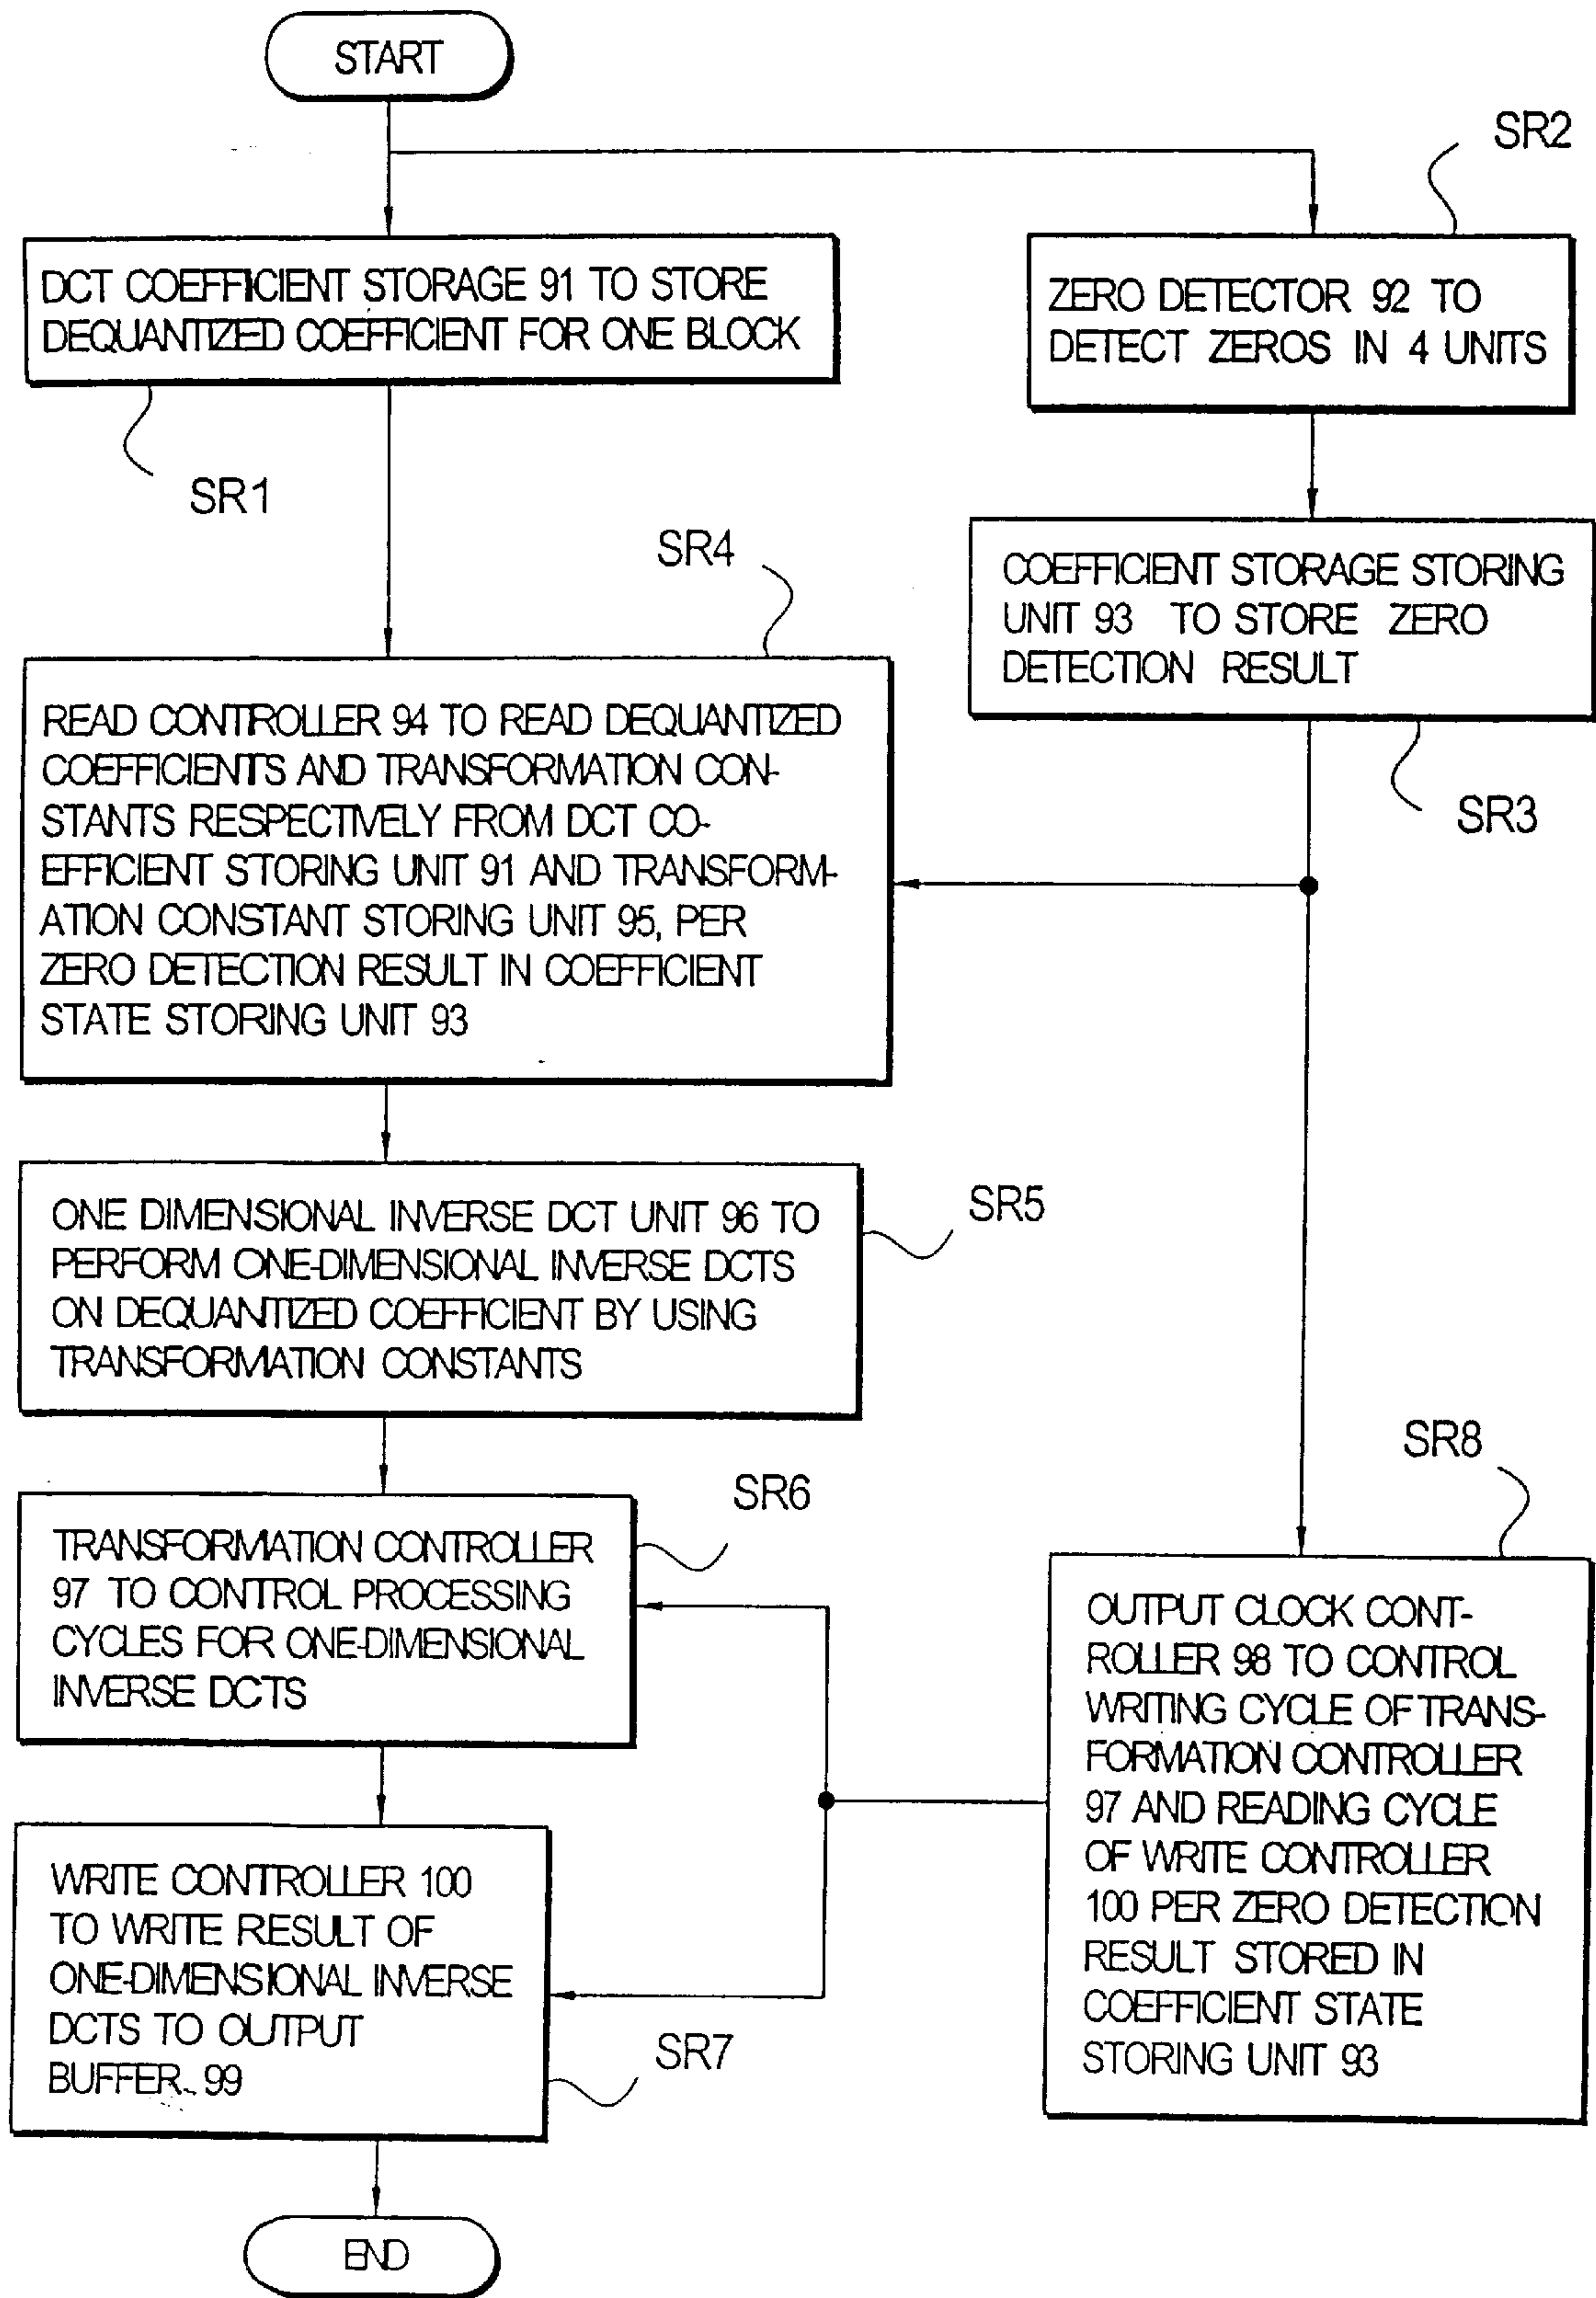 START
SR2
DCT COEFFICIENT STORAGE 91 TO STORE
DEQUANTIZED COEFFICIENT FOR ONE BLOCK
ZERO DETECTOR 92 TO
DETECT ZEROS IN 4 UNITS
SR1
SR4
COEFFICIENT STORAGE STORING
UNIT 93 TO STORE ZERO
DETECTION RESULT
SR3
READ CONTROLLER 94 TO READ DEQUANTIZED
COEFFICIENTS AND TRANSFORMATION CON-
STANTS RESPECTIVELY FROM DCT CO-
EFFICIENT STORING UNIT 91 AND TRANSFORM-
ATION CONSTANT STORING UNIT 95, PER
ZERO DETECTION RESULT IN COEFFICIENT
STATE STORING UNIT 93
ONE DIMENSIONAL INVERSE DCT UNIT 96 TO
PERFORM ONE-DIMENSIONAL INVERSE DCTS
ON DEQUANTIZED COEFFICIENT BY USING
TRANSFORMATION CONSTANTS
SR5
SR6
TRANSFORMATION CONTROLLER
97 TO CONTROL PROCESSING
CYCLES FOR ONE-DIMENSIONAL
INVERSE DCTS
SR8
OUTPUT CLOCK CONT-
ROLLER 98 TO CONTROL
WRITING CYCLE OF TRANS-
FORMATION CONTROLLER
97 AND READING CYCLE
OF WRITE CONTROLLER
100 PER ZERO DETECTION
RESULT STORED IN
COEFFICIENT STATE
STORING UNIT 93
WRITE CONTROLLER 100
TO WRITE RESULT OF
ONE-DIMENSIONAL INVERSE
DCTS TO OUTPUT
BUFFER 99
SR7
END